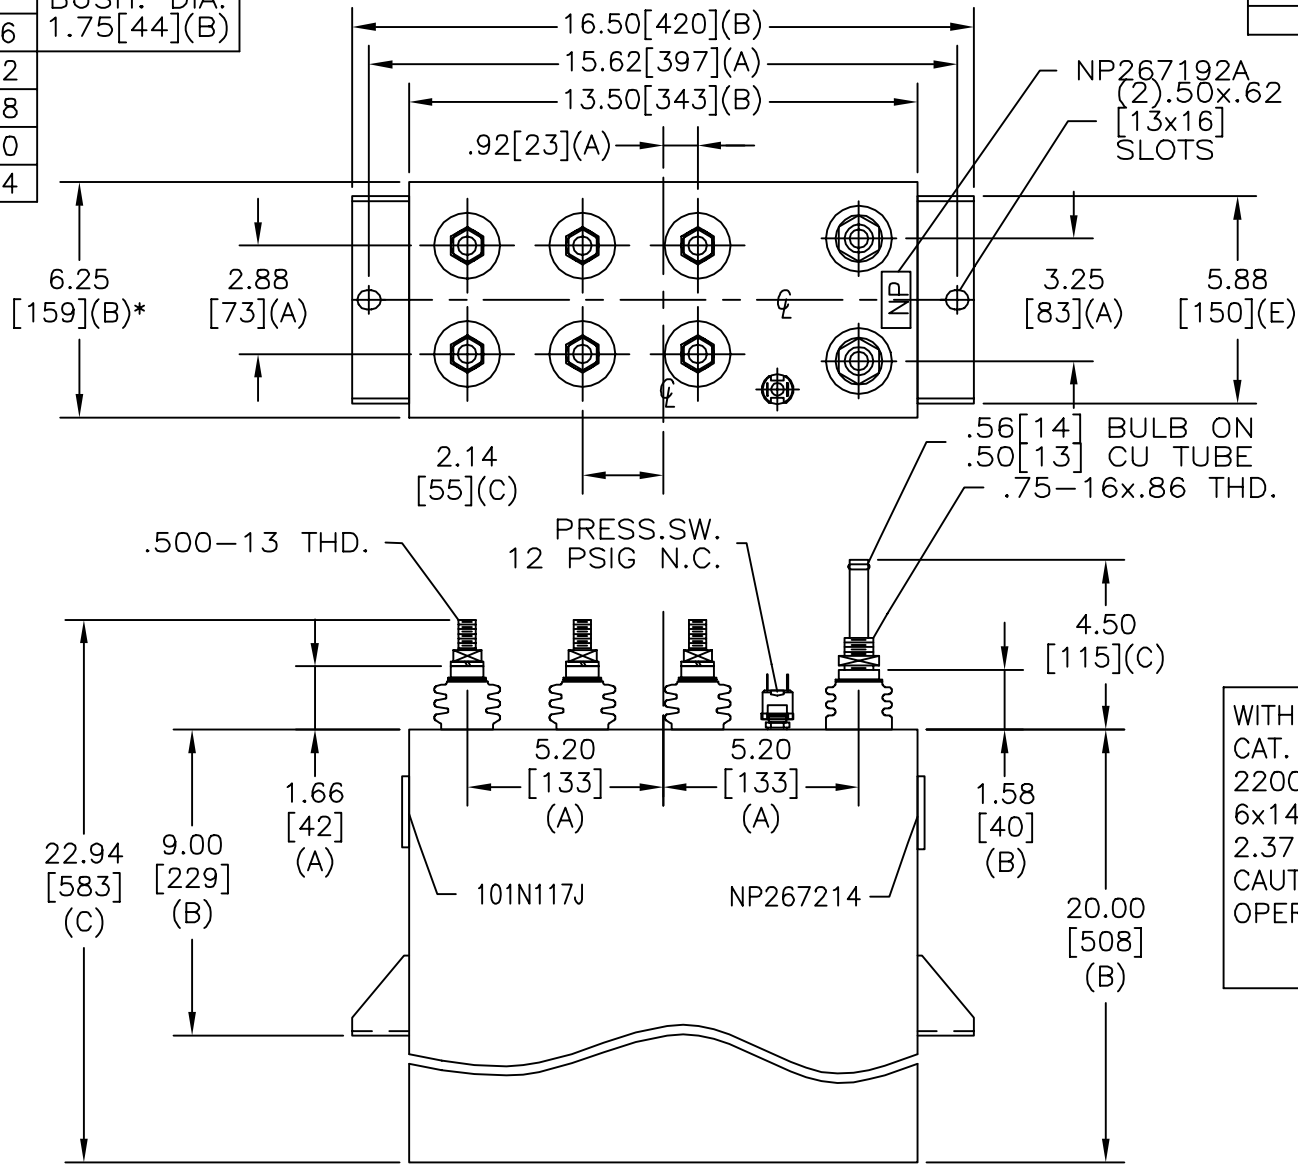 BUSH. DIA.
1.75[44](B)
6
2
8
0
4
16.50[420](B)
15.62[397](A)
13.50[343](B)
.92[23](A)
NP267192A
(2).50x.62
[13x16]
SLOTS
6.25
[159](B)*
2.88
[73](A)
NP
3.25
[83](A)
5.88
[150](E)
℄
℄
2.14
[55](C)
.56[14] BULB ON
.50[13] CU TUBE
.75-16x.86 THD.
.500-13 THD.
PRESS.SW.
12 PSIG N.C.
4.50
[115](C)
5.20
[133]
(A)
5.20
[133]
(A)
1.66
[42]
(A)
1.58
[40]
(B)
22.94
[583]
(C)
9.00
[229]
(B)
101N117J
NP267214
20.00
[508]
(B)
WITH
CAT.
2200
6x14
2.37
CAUT
OPER